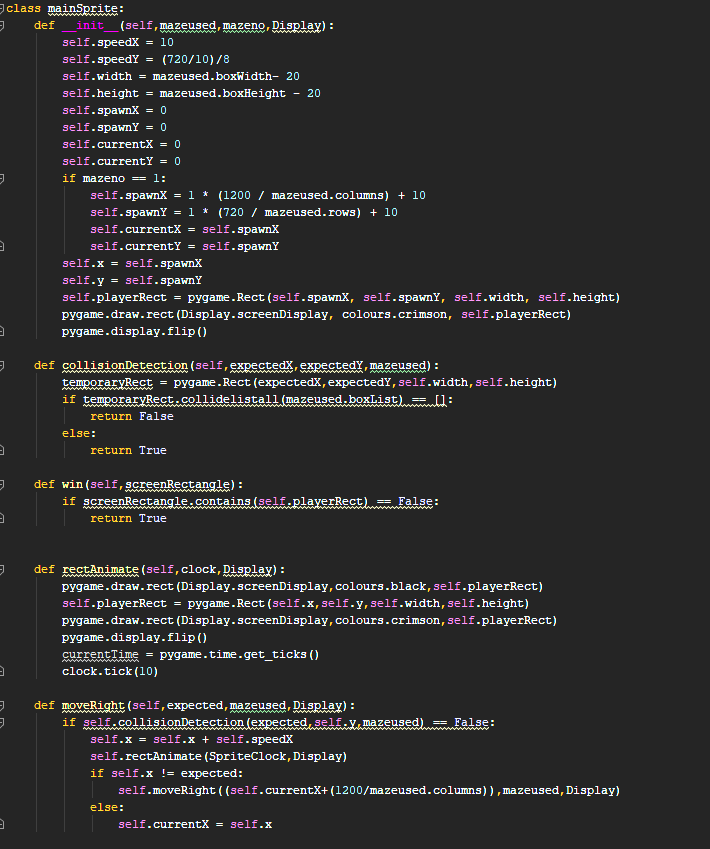 class mainSprite:
def __init__(self,mazeused,mazeno,Display):
self.speedX = 10
self.speedY = (720/10)/8
self.width = mazeused.boxWidth- 20
self.height = mazeused.boxHeight - 20
self.spawnX = 0
self.spawnY = 0
self.currentX = 0
self.currentY = 0
if mazeno == 1:
self.spawnX = 1 * (1200 / mazeused.columns) + 10
self.spawnY = 1 * (720 / mazeused.rows) + 10
self.currentX = self.spawnX
self.currentY = self.spawnY
self.x = self.spawnX
self.y = self.spawnY
self.playerRect = pygame.Rect(self.spawnX, self.spawnY, self.width, self.height)
pygame.draw.rect(Display.screenDisplay, colours.crimson, self.playerRect)
pygame.display.flip()
def collisionDetection(self,expectedX,expectedY,mazeused):
temporaryRect = pygame.Rect(expectedX,expectedY,self.width,self.height)
if temporaryRect.collidelistall(mazeused.boxList) == []:
return False
else:
return True
def win(self,screenRectangle):
if screenRectangle.contains(self.playerRect) == False:
return True
def rectAnimate(self,clock,Display):
pygame.draw.rect(Display.screenDisplay,colours.black,self.playerRect)
self.playerRect = pygame.Rect(self.x,self.y,self.width,self.height)
pygame.draw.rect(Display.screenDisplay,colours.crimson,self.playerRect)
pygame.display.flip()
currentTime = pygame.time.get_ticks()
clock.tick(10)
def moveRight(self,expected,mazeused,Display):
if self.collisionDetection(expected,self.y,mazeused) == False:
self.x = self.x + self.speedX
self.rectAnimate(SpriteClock,Display)
if self.x != expected:
self.moveRight((self.currentX+(1200/mazeused.columns)),mazeused,Display)
else:
self.currentX = self.x